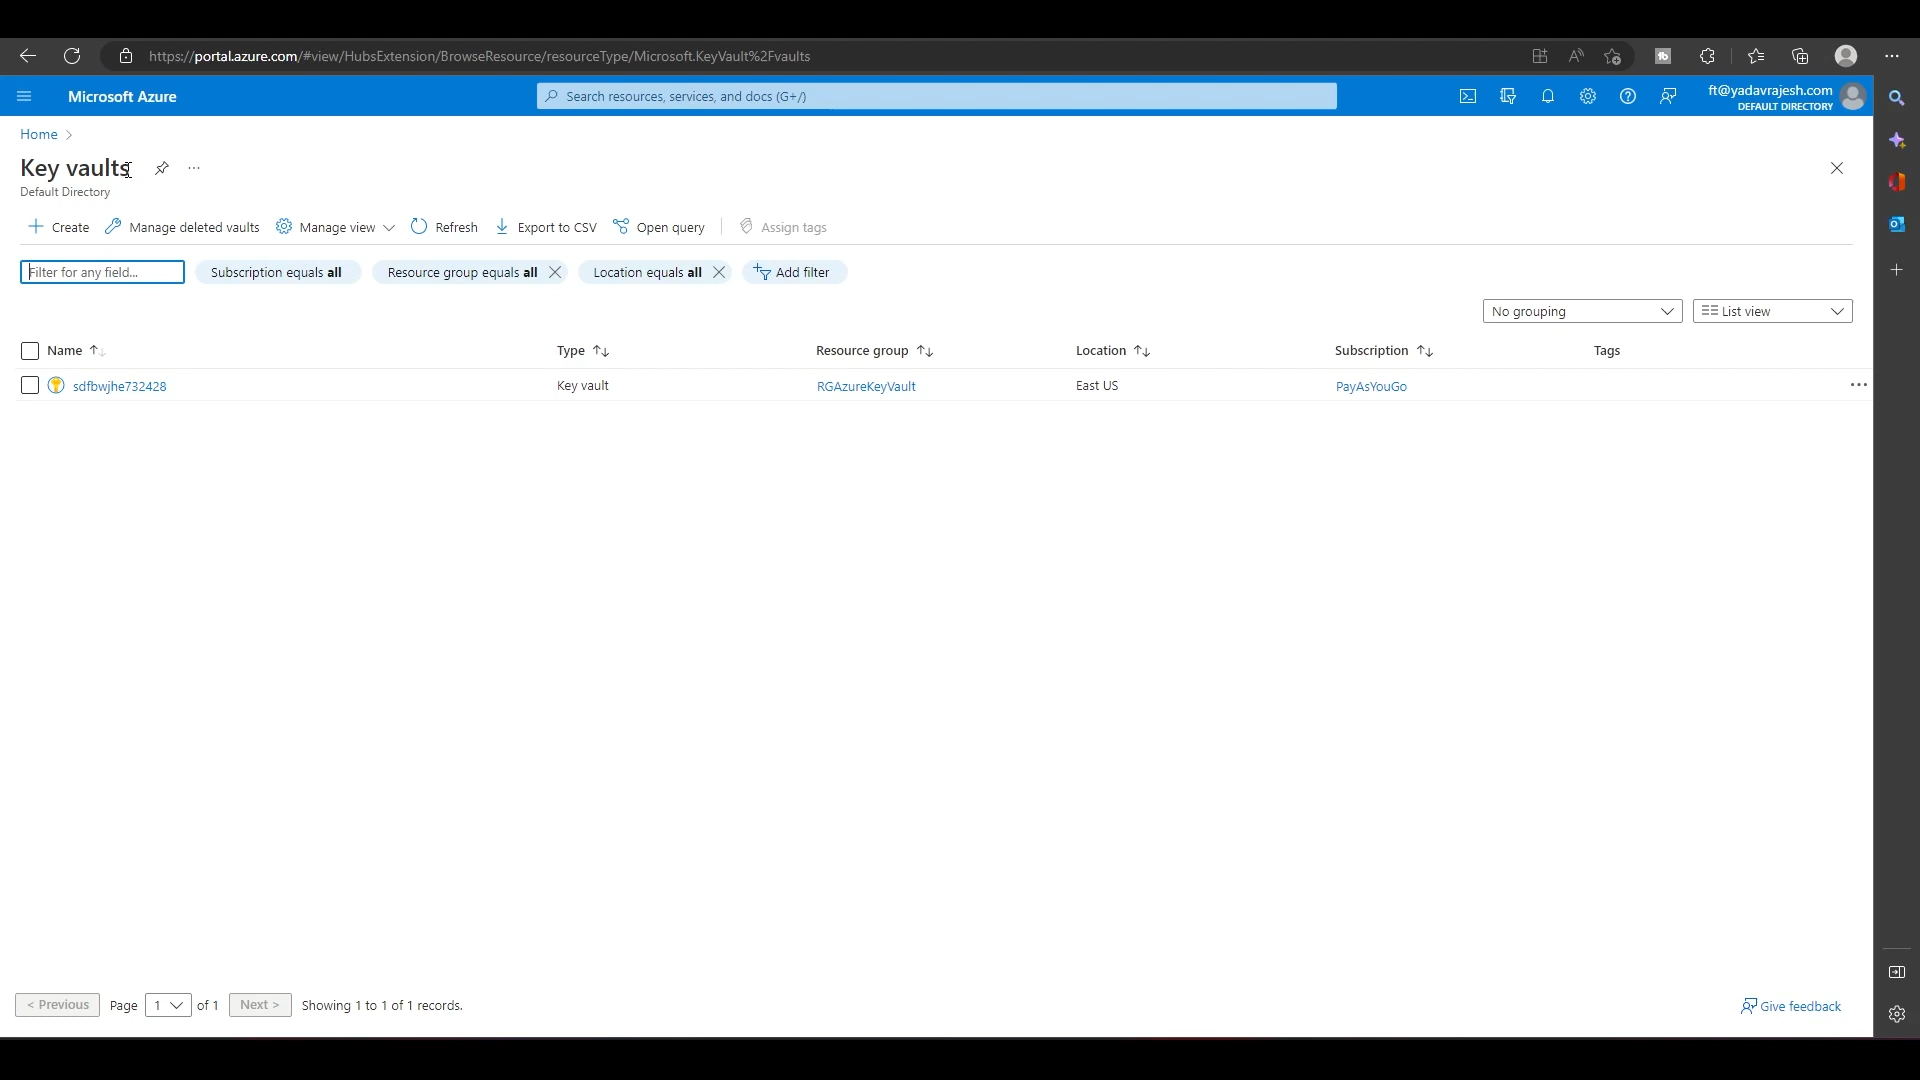 https://portal.azure.com/#view/HubsExtension/BrowseResource/resourceType/Microsoft.KeyVault%2Fvaults
Microsoft Azure
Search resources, services, and docs (G+/)
ft@yadavrajesh.com
DEFAULT DIRECTORY
Home >
Key vaults
Default Directory
Create Manage deleted vaults Manage view Refresh Export to CSV Open query Assign tags
Filter for any field... Subscription equals all Resource group equals all Location equals all Add filter
No grouping List view
Name Type Resource group Location Subscription Tags
sdfbwjhe732428 Key vault RGAzureKeyVault East US PayAsYouGo
< Previous Page 1 of 1 Next > Showing 1 to 1 of 1 records. Give feedback